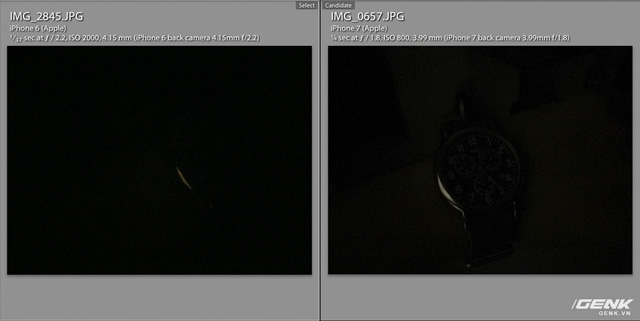 Select
IMG_2845.JPG
iPhone 6 (Apple)
¹⁄₁₇ sec at ƒ / 2.2, ISO 2000, 4.15 mm (iPhone 6 back camera 4.15mm f/2.2)
Candidate
IMG_0657.JPG
iPhone 7 (Apple)
¼ sec at ƒ / 1.8, ISO 800, 3.99 mm (iPhone 7 back camera 3.99mm f/1.8)
GENK
GENK.VN